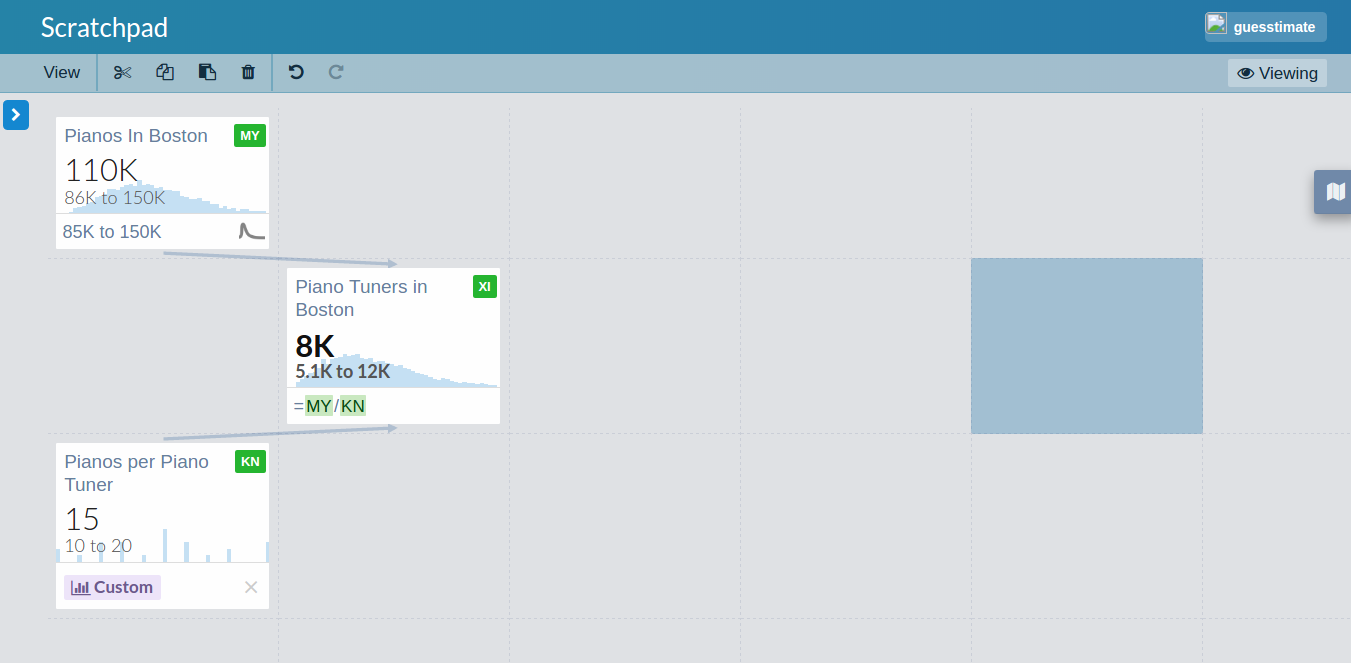 Scratchpad
guesstimate
View
Viewing
Pianos In Boston
MY
110K
86K to 150K
85K to 150K
Piano Tuners in
Boston
XI
8K
5.1K to 12K
=MY/KN
Pianos per Piano
Tuner
KN
15
10 to 20
Custom